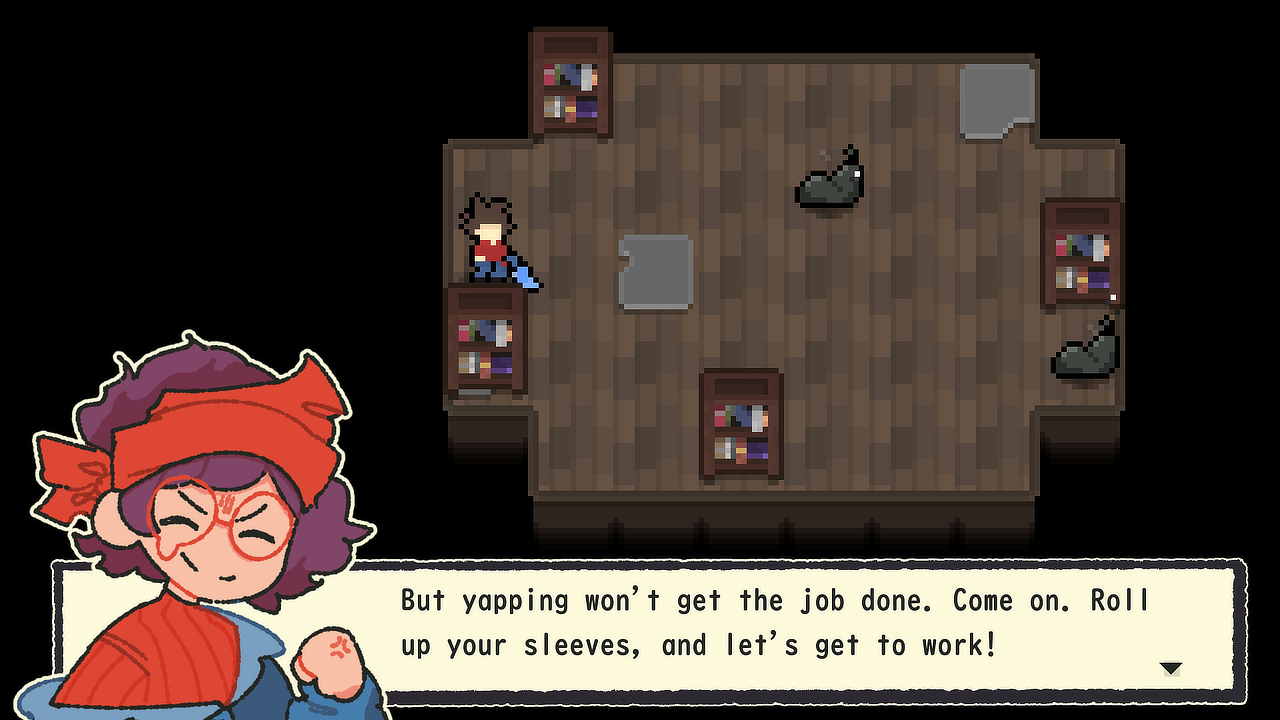 But yapping won't get the job done. Come on. Roll
up your sleeves, and let's get to work!